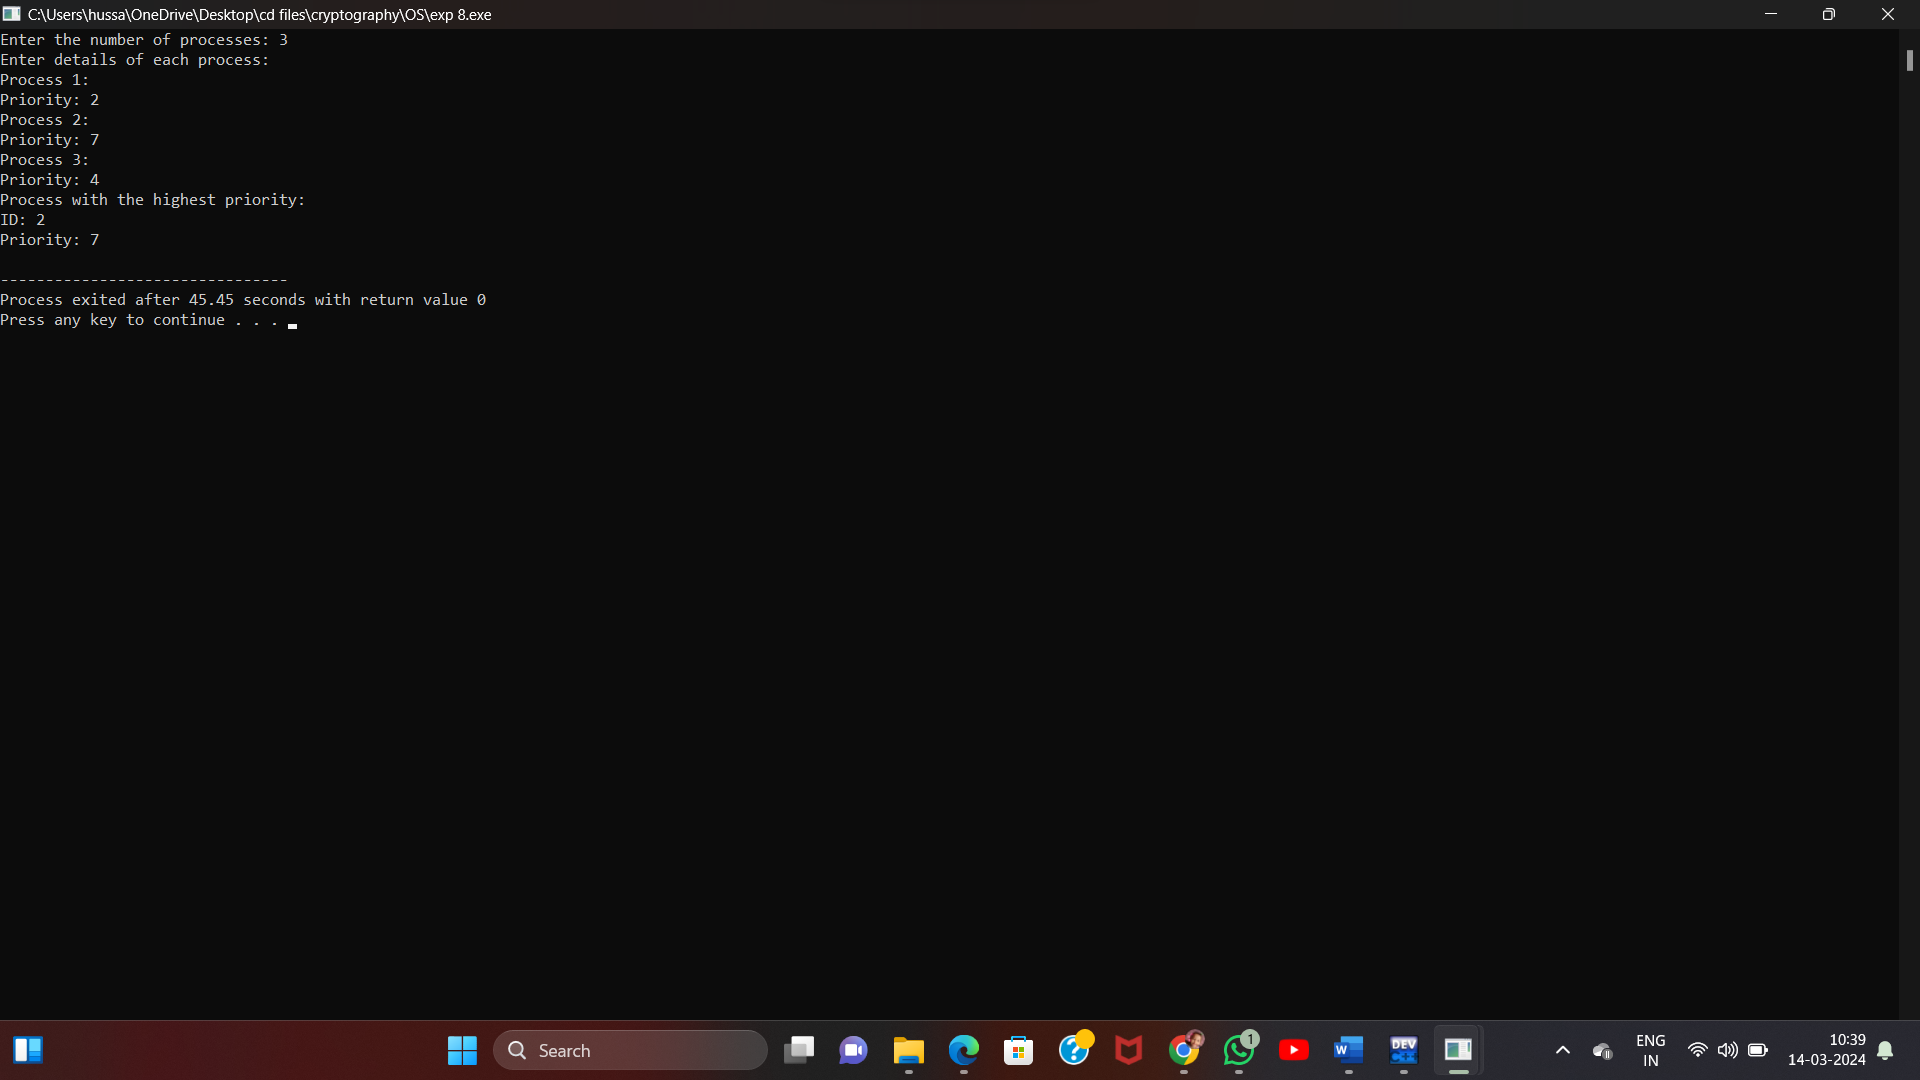 C:\Users\hussa\OneDrive\Desktop\cd files\cryptography\OS\exp 8.exe
Enter the number of processes: 3
Enter details of each process:
Process 1:
Priority: 2
Process 2:
Priority: 7
Process 3:
Priority: 4
Process with the highest priority:
ID: 2
Priority: 7
--------------------------------
Process exited after 45.45 seconds with return value 0
Press any key to continue . . .
Search
1
W
DEV
C++
ENG
IN
10:39
14-03-2024